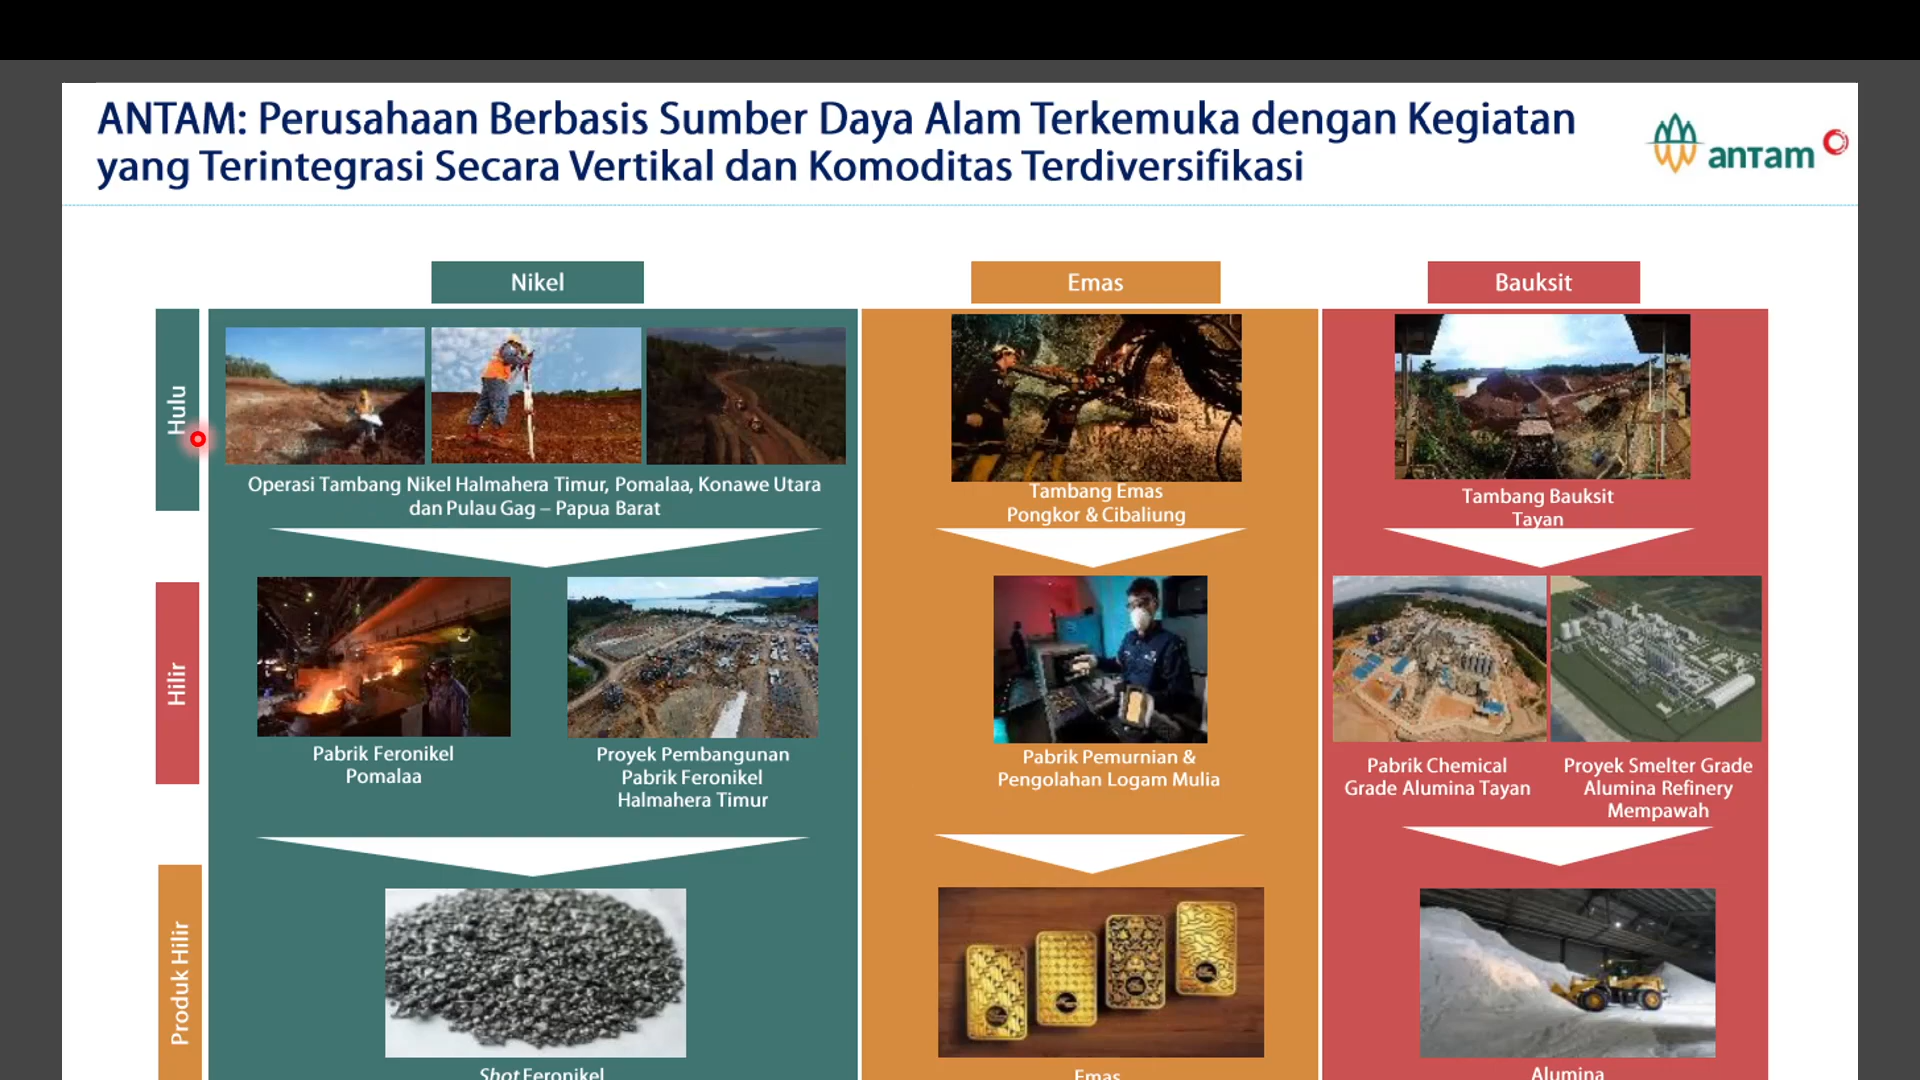 ANTAM: Perusahaan Berbasis Sumber Daya Alam Terkemuka dengan Kegiatan
yang Terintegrasi Secara Vertikal dan Komoditas Terdiversifikasi
antam
Nikel
Emas
Bauksit
Hulu
Operasi Tambang Nikel Halmahera Timur, Pomalaa, Konawe Utara
dan Pulau Gag – Papua Barat
Tambang Emas
Pongkor & Cibaliung
Tambang Bauksit
Tayan
Hilir
Pabrik Feronikel
Pomalaa
Proyek Pembangunan
Pabrik Feronikel
Halmahera Timur
Pabrik Pemurnian &
Pengolahan Logam Mulia
Pabrik Chemical
Grade Alumina Tayan
Proyek Smelter Grade
Alumina Refinery
Mempawah
Produk Hilir
Shot Feronikel
Emas
Alumina